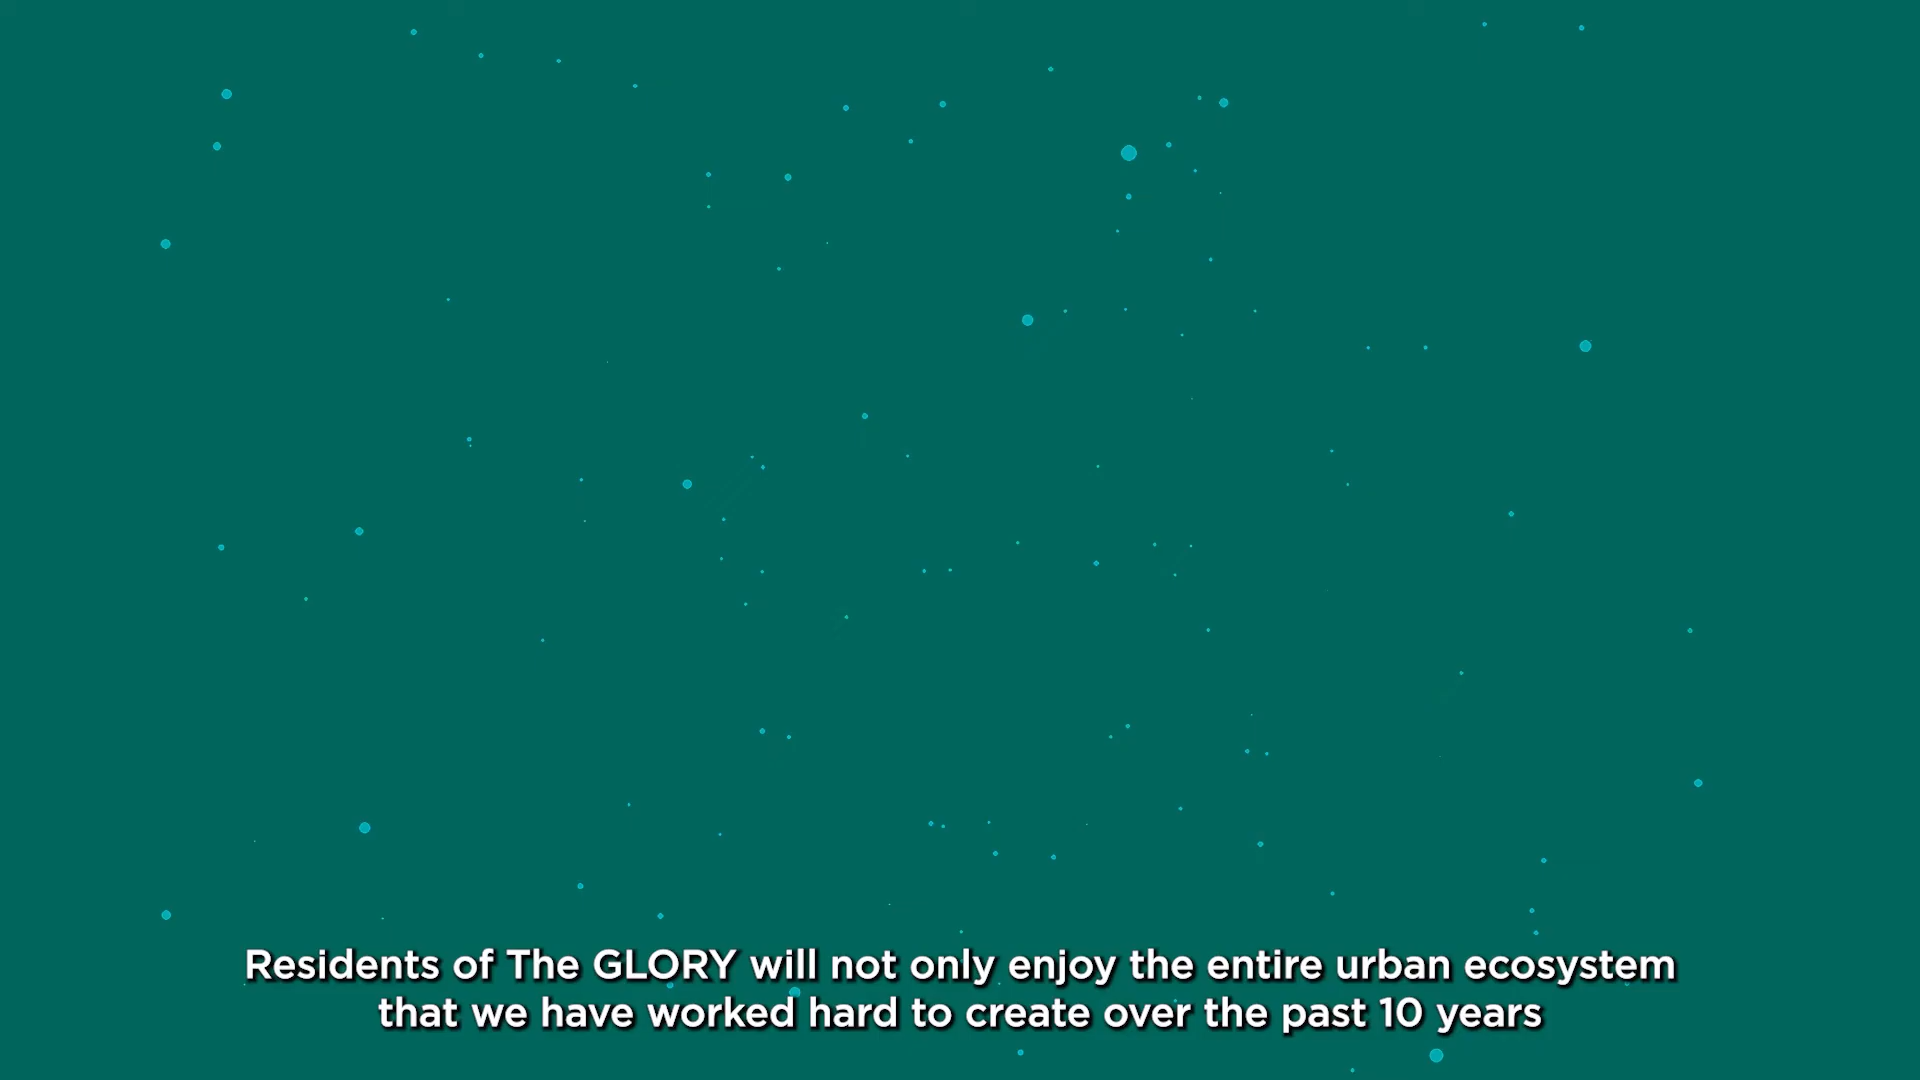 Residents of The GLORY will not only enjoy the entire urban ecosystem
that we have worked hard to create over the past 10 years